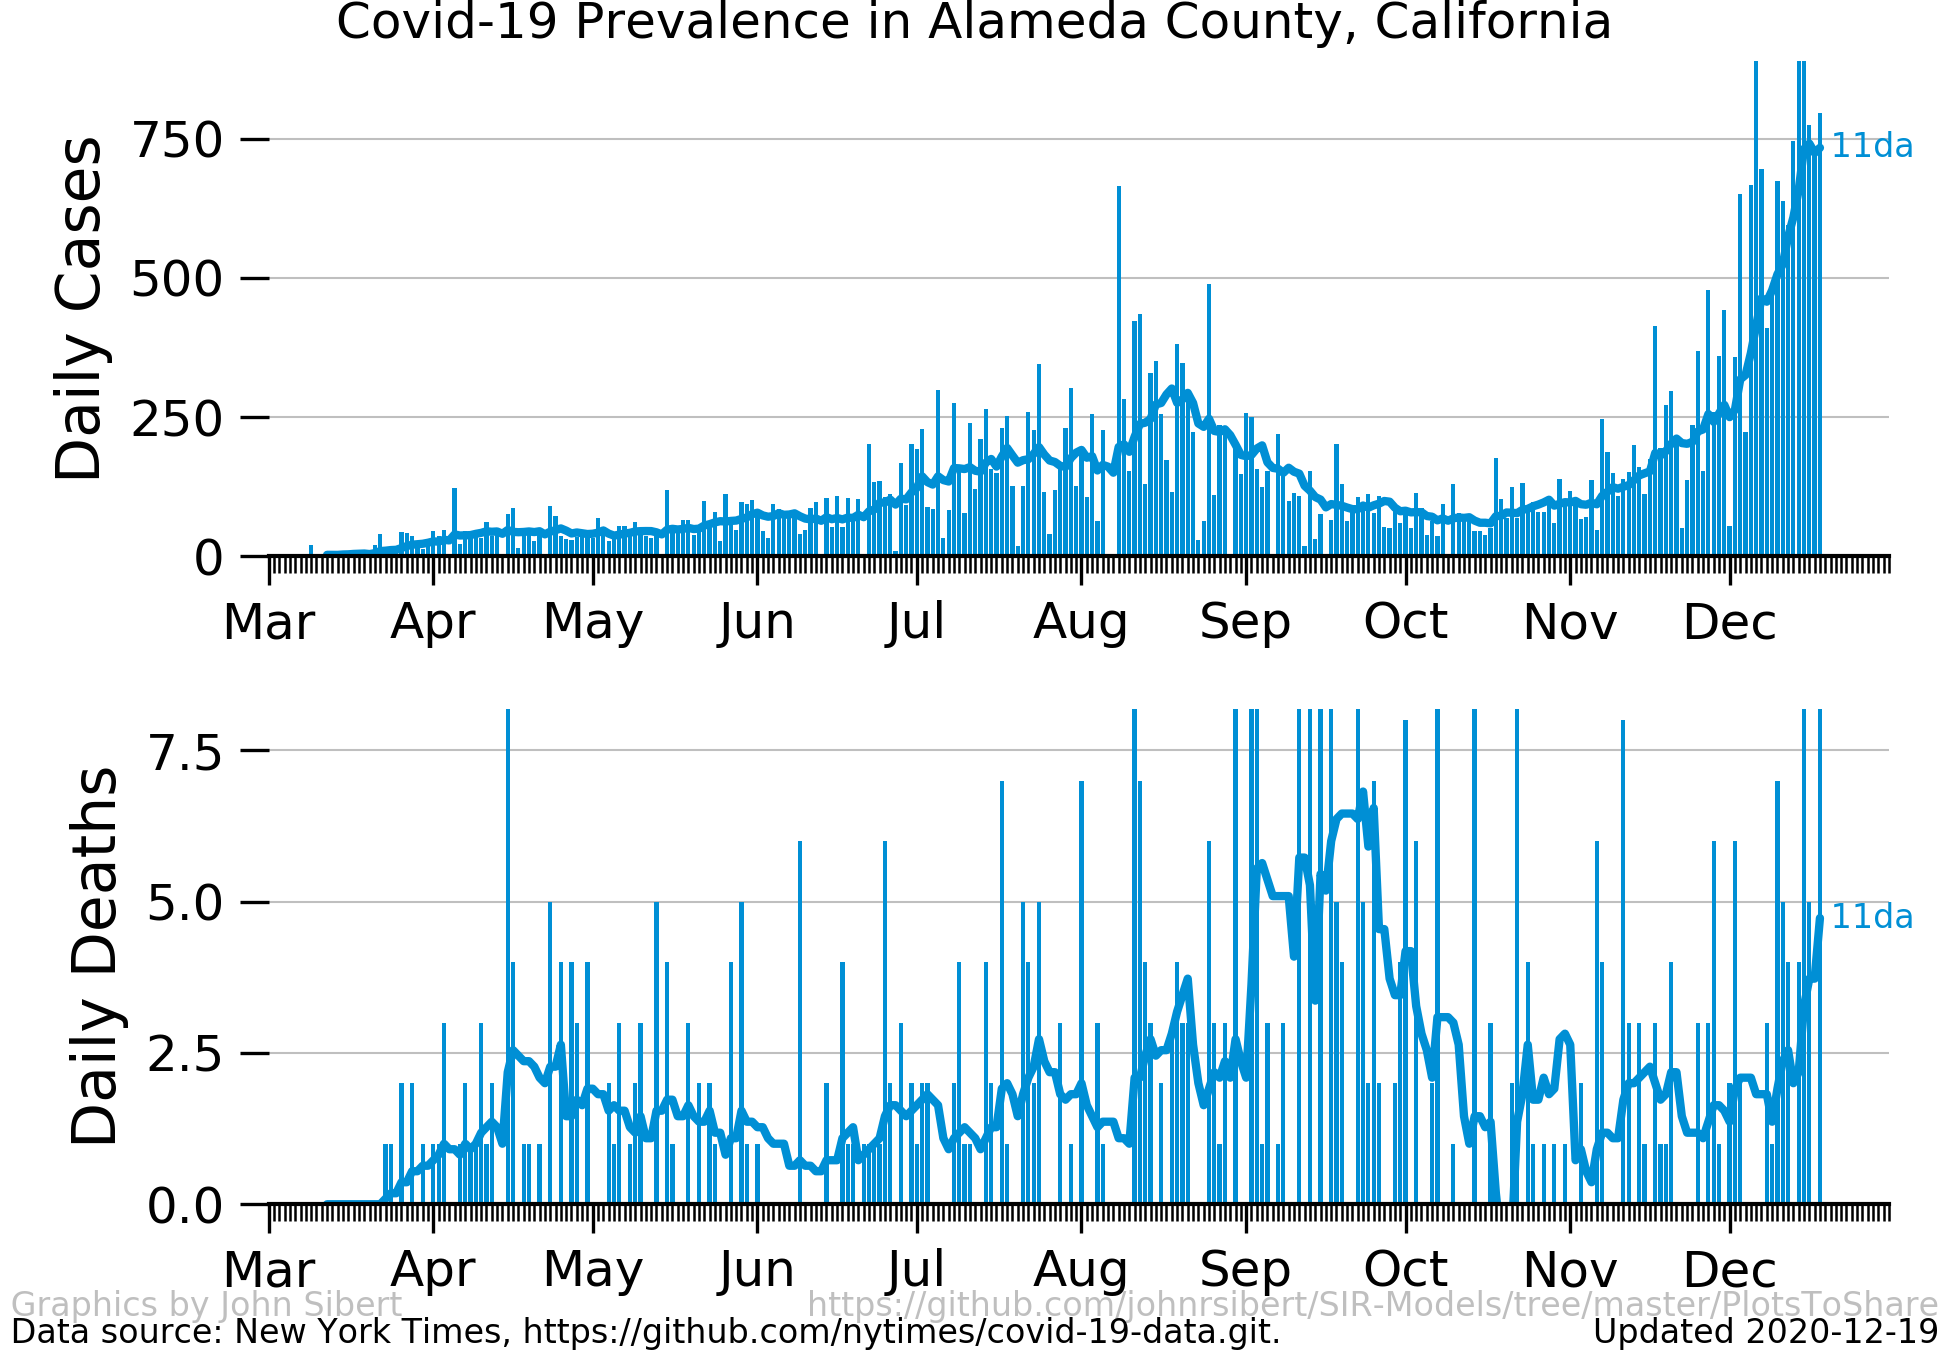 Covid-19 Prevalence in Alameda County, California
Daily Cases
750
500
250
0
11da
Mar Apr May Jun Jul Aug Sep Oct Nov Dec
Daily Deaths
7.5
5.0
2.5
0.0
11da
Mar Apr May Jun Jul Aug Sep Oct Nov Dec
Graphics by John Sibert https://github.com/johnrsibert/SIR-Models/tree/master/PlotsToShare
Data source: New York Times, https://github.com/nytimes/covid-19-data.git. Updated 2020-12-19